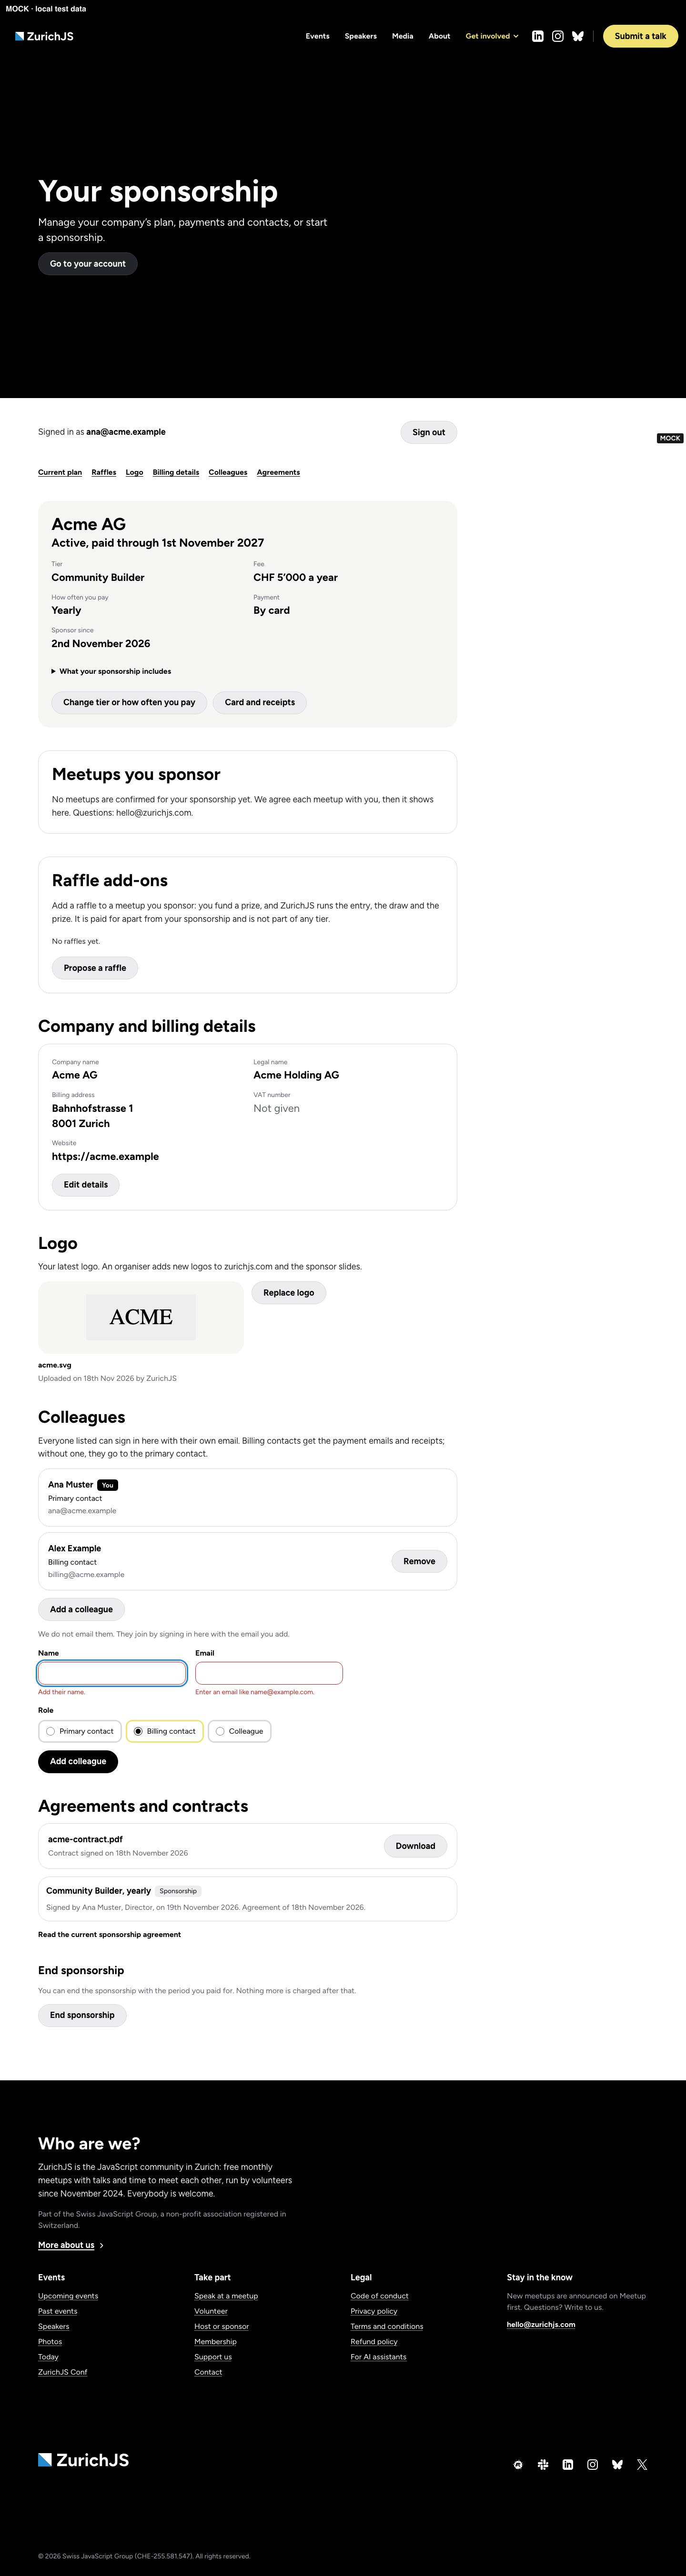 MOCK · local test data
ZurichJS
Events
Speakers
Media
About
Get involved
Submit a talk
Your sponsorship
Manage your company’s plan, payments and contacts, or start
a sponsorship.
Go to your account
Signed in as ana@acme.example
Sign out
MOCK
Current plan
Raffles
Logo
Billing details
Colleagues
Agreements
Acme AG
Active, paid through 1st November 2027
Tier
Community Builder
Fee
CHF 5’000 a year
How often you pay
Yearly
Payment
By card
Sponsor since
2nd November 2026
What your sponsorship includes
Change tier or how often you pay
Card and receipts
Meetups you sponsor
No meetups are confirmed for your sponsorship yet. We agree each meetup with you, then it shows
here. Questions: hello@zurichjs.com.
Raffle add-ons
Add a raffle to a meetup you sponsor: you fund a prize, and ZurichJS runs the entry, the draw and the
prize. It is paid for apart from your sponsorship and is not part of any tier.
No raffles yet.
Propose a raffle
Company and billing details
Company name
Acme AG
Legal name
Acme Holding AG
Billing address
Bahnhofstrasse 1
8001 Zurich
VAT number
Not given
Website
https://acme.example
Edit details
Logo
Your latest logo. An organiser adds new logos to zurichjs.com and the sponsor slides.
ACME
Replace logo
acme.svg
Uploaded on 18th Nov 2026 by ZurichJS
Colleagues
Everyone listed can sign in here with their own email. Billing contacts get the payment emails and receipts;
without one, they go to the primary contact.
Ana Muster You
Primary contact
ana@acme.example
Alex Example
Billing contact
billing@acme.example
Remove
Add a colleague
We do not email them. They join by signing in here with the email you add.
Name
Email
Add their name.
Enter an email like name@example.com.
Role
Primary contact
Billing contact
Colleague
Add colleague
Agreements and contracts
acme-contract.pdf
Contract signed on 18th November 2026
Download
Community Builder, yearly Sponsorship
Signed by Ana Muster, Director, on 19th November 2026. Agreement of 18th November 2026.
Read the current sponsorship agreement
End sponsorship
You can end the sponsorship with the period you paid for. Nothing more is charged after that.
End sponsorship
Who are we?
ZurichJS is the JavaScript community in Zurich: free monthly
meetups with talks and time to meet each other, run by volunteers
since November 2024. Everybody is welcome.
Part of the Swiss JavaScript Group, a non-profit association registered in
Switzerland.
More about us
Events
Upcoming events
Past events
Speakers
Photos
Today
ZurichJS Conf
Take part
Speak at a meetup
Volunteer
Host or sponsor
Membership
Support us
Contact
Legal
Code of conduct
Privacy policy
Terms and conditions
Refund policy
For AI assistants
Stay in the know
New meetups are announced on Meetup
first. Questions? Write to us.
hello@zurichjs.com
ZurichJS
© 2026 Swiss JavaScript Group (CHE-255.581.547). All rights reserved.